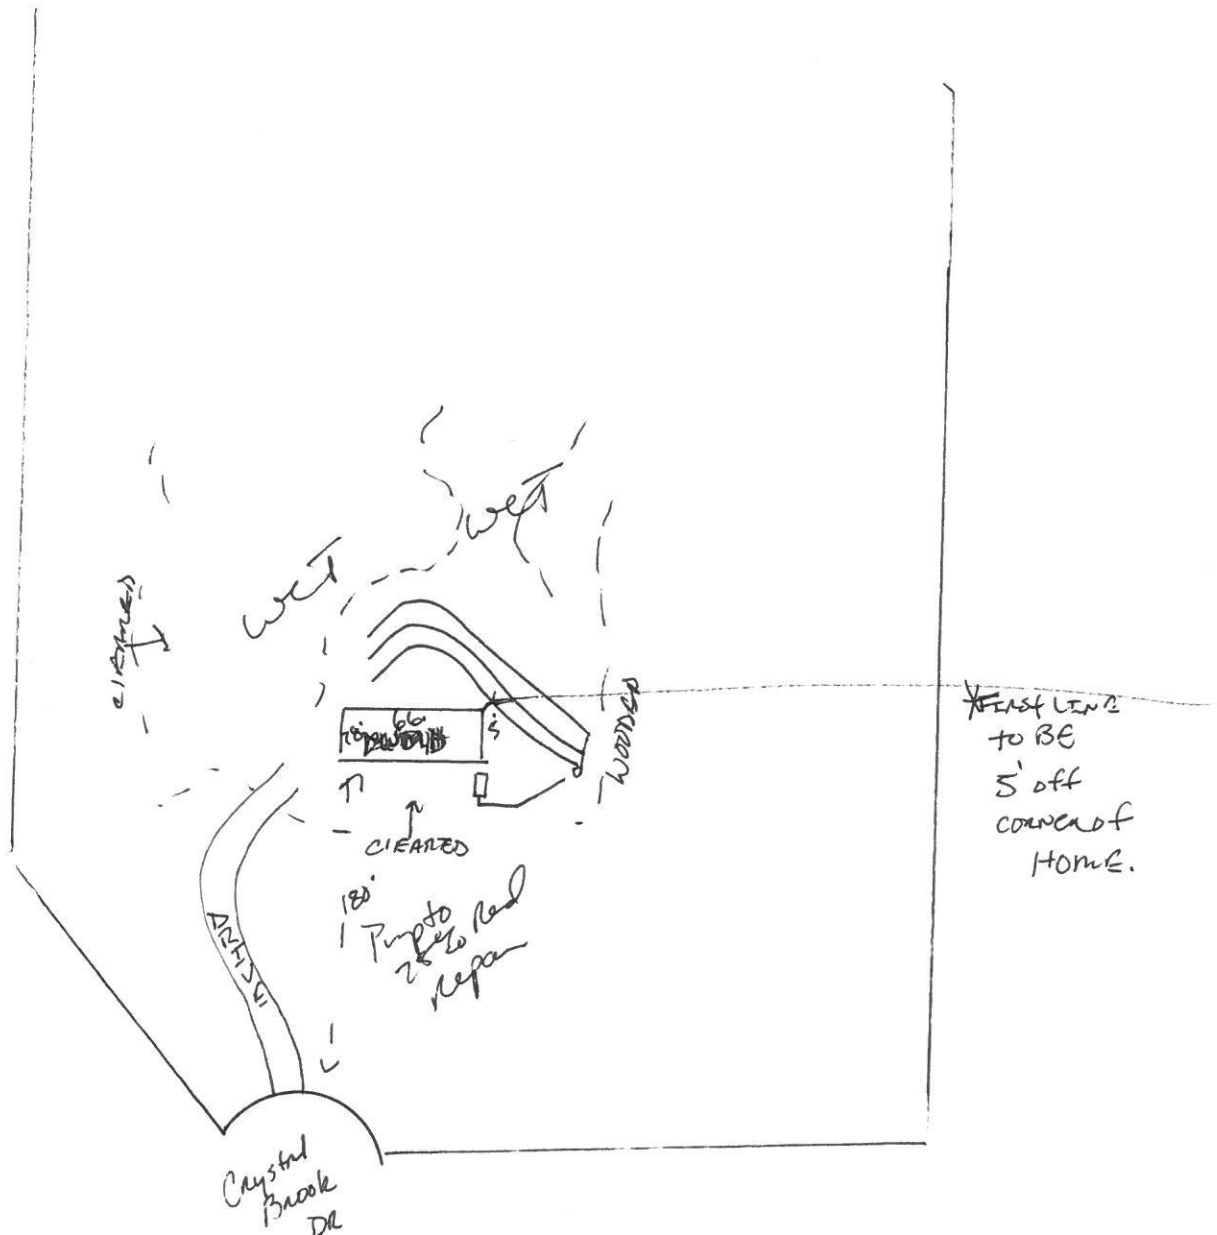 WET
WET
CLEARED
66'
28'
5'
WOODED
*FIRST LINE
TO BE
5' off
CORNER of
HOME.
CLEARED
180'
Pump to
Repair
DRIVE
Crystal
Brook
DR